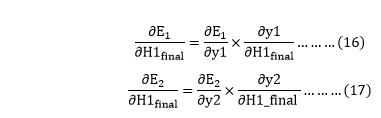 ∂E₁/∂H1_final = ∂E₁/∂y1 × ∂y1/∂H1_final ... ... ... (16)
∂E₂/∂H1_final = ∂E₂/∂y2 × ∂y2/∂H1_final ... ... ... (17)